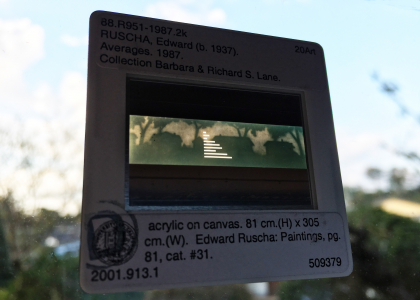 88.R951-1987.2k
RUSCHA, Edward (b. 1937). 20Am
Averages. 1987.
Collection Barbara & Richard S. Lane.
acrylic on canvas. 81 cm.(H) x 305
cm.(W). Edward Ruscha: Paintings, pg.
81, cat. #31.
2001.913.1 509379